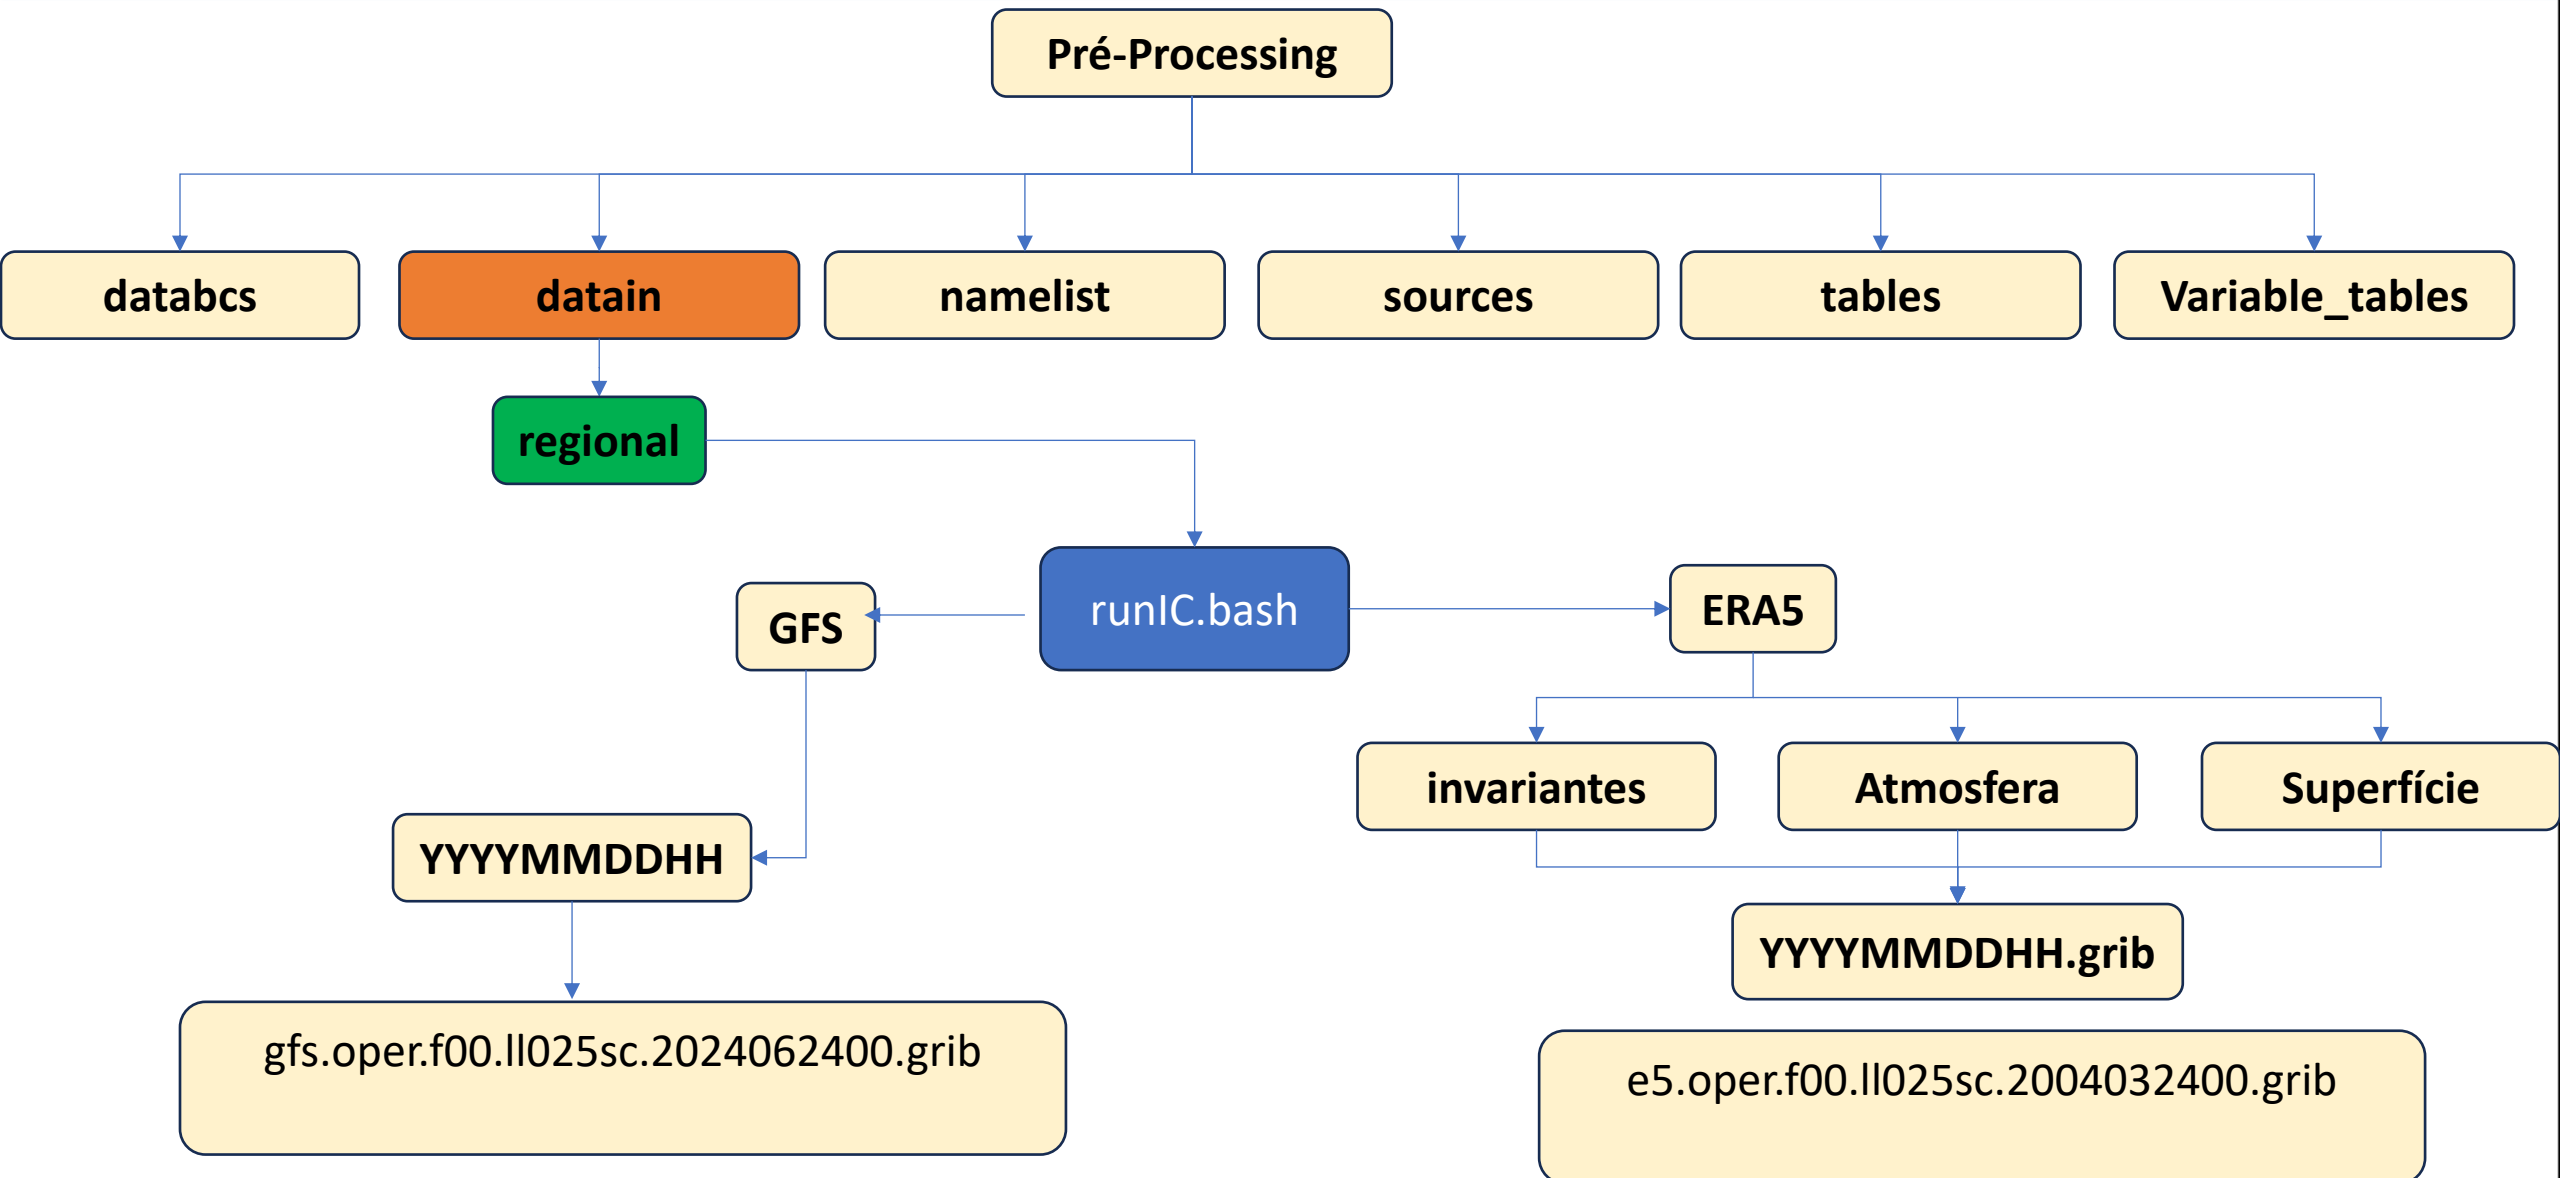 Pré-Processing
databcs
datain
namelist
sources
tables
Variable_tables
regional
runIC.bash
GFS
ERA5
invariantes
Atmosfera
Superfície
YYYYMMDDHH
YYYYMMDDHH.grib
gfs.oper.f00.ll025sc.2024062400.grib
e5.oper.f00.ll025sc.2004032400.grib